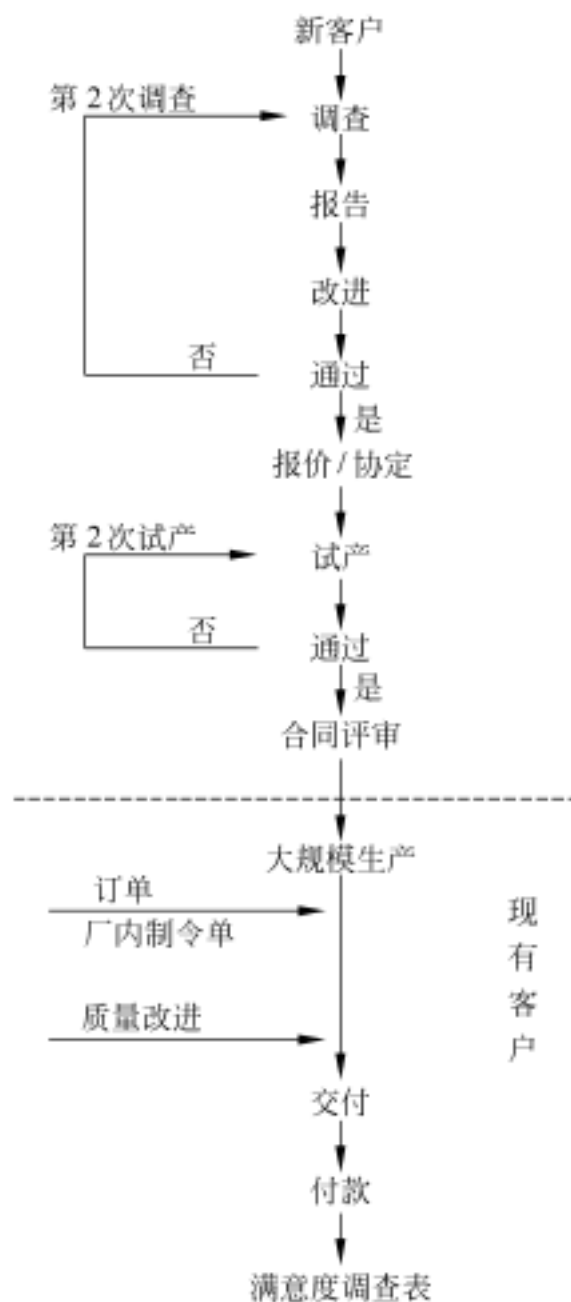 新客户
第2次调查
调查
报告
改进
否
通过
是
报价/协定
第2次试产
试产
否
通过
是
合同评审
大规模生产
订单
厂内制令单
现有客户
质量改进
交付
付款
满意度调查表